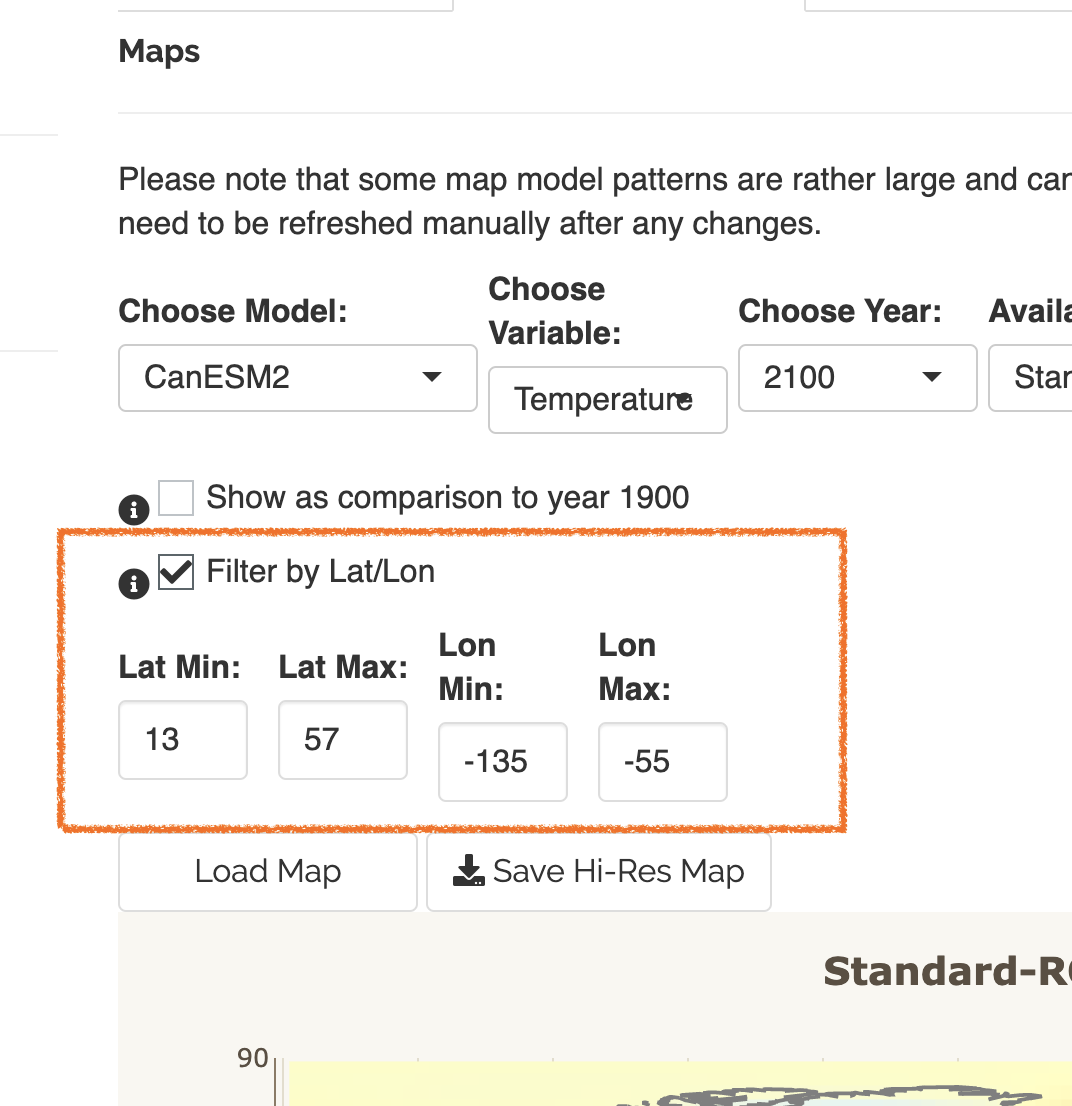 Maps
Please note that some map model patterns are rather large and can
need to be refreshed manually after any changes.
Choose Model:
Choose
Variable:
Choose Year:
Availa
CanESM2
Temperature
2100
Stan
Show as comparison to year 1900
Filter by Lat/Lon
Lat Min:
Lat Max:
Lon
Min:
Lon
Max:
13
57
-135
-55
Load Map
Save Hi-Res Map
Standard-RC
90